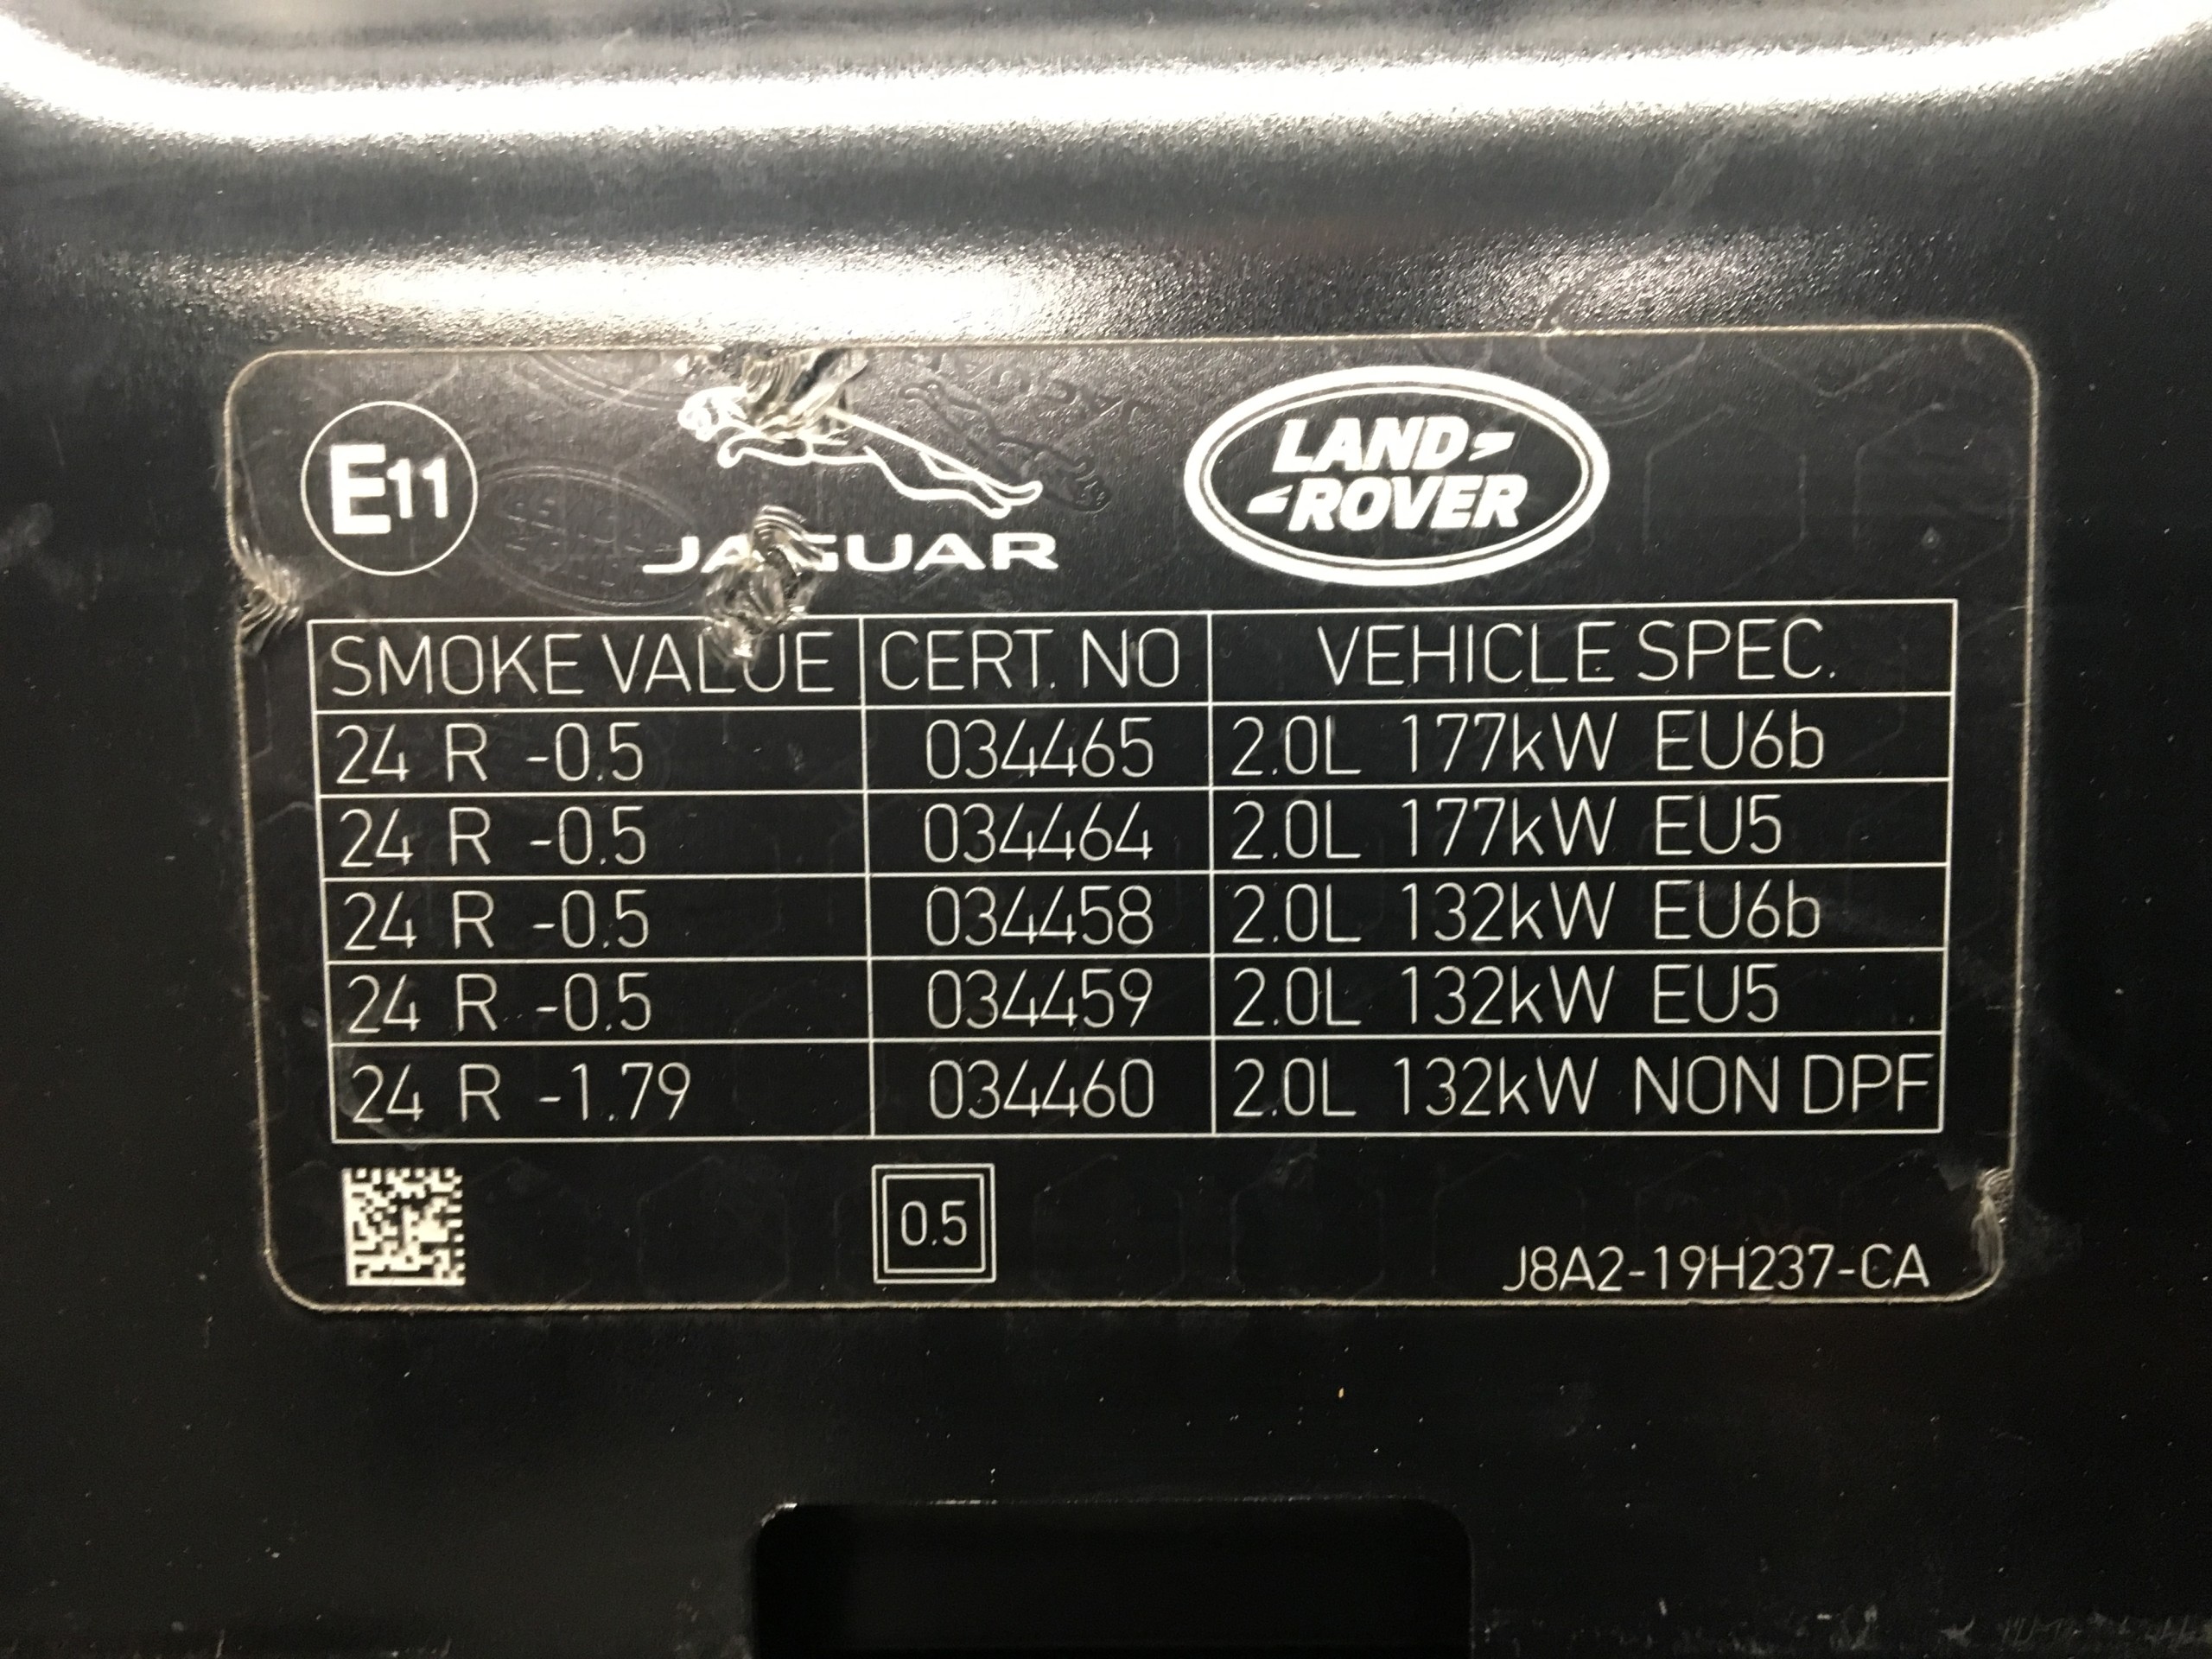 E11
JAGUAR
LAND
ROVER
SMOKE VALUE CERT. NO VEHICLE SPEC.
24 R -0.5 034465 2.0L 177kW EU6b
24 R -0.5 034464 2.0L 177kW EU5
24 R -0.5 034458 2.0L 132kW EU6b
24 R -0.5 034459 2.0L 132kW EU5
24 R -1.79 034460 2.0L 132kW NON DPF
0.5
J8A2-19H237-CA